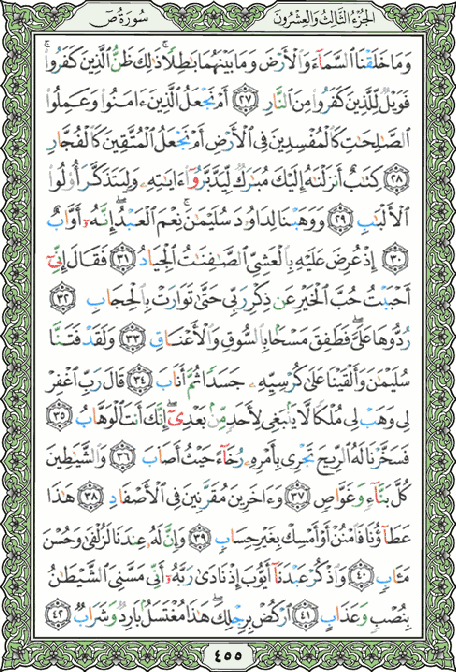 الجزء الثالث والعشرون
سورة ص
وَمَا خَلَقْنَا ٱلسَّمَآءَ وَٱلْأَرْضَ وَمَا بَيْنَهُمَا بَٰطِلًا ۚ ذَٰلِكَ ظَنُّ ٱلَّذِينَ كَفَرُوا۟ ۚ
فَوَيْلٌ لِّلَّذِينَ كَفَرُوا۟ مِنَ ٱلنَّارِ ٢٧ أَمْ نَجْعَلُ ٱلَّذِينَ ءَامَنُوا۟ وَعَمِلُوا۟
ٱلصَّٰلِحَٰتِ كَٱلْمُفْسِدِينَ فِى ٱلْأَرْضِ أَمْ نَجْعَلُ ٱلْمُتَّقِينَ كَٱلْفُجَّارِ
٢٨ كِتَٰبٌ أَنزَلْنَٰهُ إِلَيْكَ مُبَٰرَكٌ لِّيَدَّبَّرُوٓا۟ ءَايَٰتِهِۦ وَلِيَتَذَكَّرَ أُو۟لُوا۟
ٱلْأَلْبَٰبِ ٢٩ وَوَهَبْنَا لِدَاوُۥدَ سُلَيْمَٰنَ ۚ نِعْمَ ٱلْعَبْدُ ۖ إِنَّهُۥٓ أَوَّابٌ
٣٠ إِذْ عُرِضَ عَلَيْهِ بِٱلْعَشِىِّ ٱلصَّٰفِنَٰتُ ٱلْجِيَادُ ٣١ فَقَالَ إِنِّىٓ
أَحْبَبْتُ حُبَّ ٱلْخَيْرِ عَن ذِكْرِ رَبِّى حَتَّىٰ تَوَارَتْ بِٱلْحِجَابِ ٣٢
رُدُّوهَا عَلَىَّ ۖ فَطَفِقَ مَسْحًۢا بِٱلسُّوقِ وَٱلْأَعْنَاقِ ٣٣ وَلَقَدْ فَتَنَّا
سُلَيْمَٰنَ وَأَلْقَيْنَا عَلَىٰ كُرْسِيِّهِۦ جَسَدًا ثُمَّ أَنَابَ ٣٤ قَالَ رَبِّ ٱغْفِرْ
لِى وَهَبْ لِى مُلْكًا لَّا يَنۢبَغِى لِأَحَدٍ مِّنۢ بَعْدِىٓ ۖ إِنَّكَ أَنتَ ٱلْوَهَّابُ ٣٥
فَسَخَّرْنَا لَهُ ٱلرِّيحَ تَجْرِى بِأَمْرِهِۦ رُخَآءً حَيْثُ أَصَابَ ٣٦ وَٱلشَّيَٰطِينَ
كُلَّ بَنَّآءٍ وَغَوَّاصٍ ٣٧ وَءَاخَرِينَ مُقَرَّنِينَ فِى ٱلْأَصْفَادِ ٣٨ هَٰذَا
عَطَآؤُنَا فَٱمْنُنْ أَوْ أَمْسِكْ بِغَيْرِ حِسَابٍ ٣٩ وَإِنَّ لَهُۥ عِندَنَا لَزُلْفَىٰ وَحُسْنَ
مَـَٔابٍ ٤٠ وَٱذْكُرْ عَبْدَنَآ أَيُّوبَ إِذْ نَادَىٰ رَبَّهُۥٓ أَنِّى مَسَّنِىَ ٱلشَّيْطَٰنُ
بِنُصْبٍ وَعَذَابٍ ٤١ ٱرْكُضْ بِرِجْلِكَ ۖ هَٰذَا مُغْتَسَلٌۢ بَارِدٌ وَشَرَابٌ ٤٢
٤٥٥